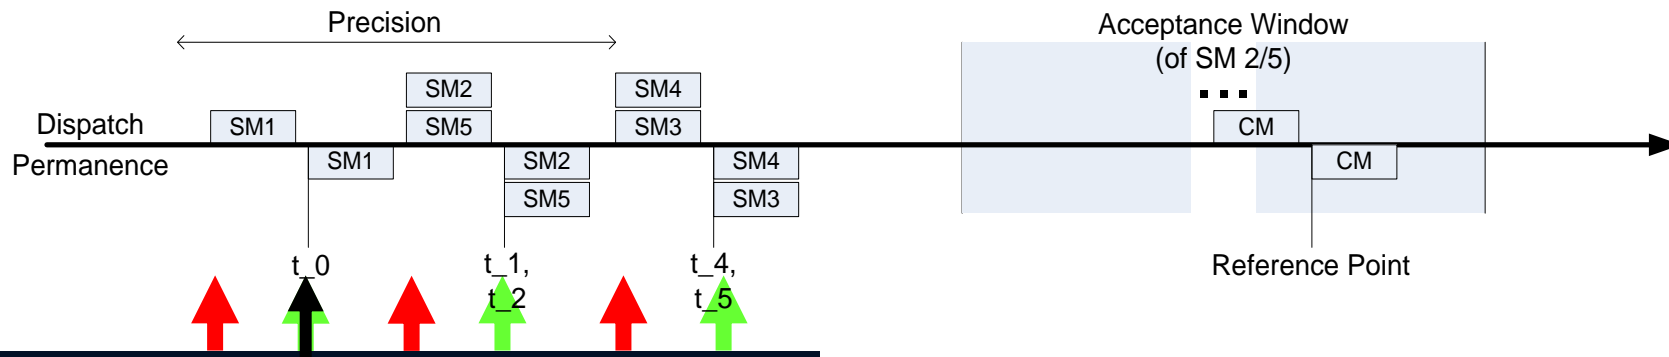 Precision
Acceptance Window
(of SM 2/5)
SM2
SM4
Dispatch
SM1
SM5
SM3
CM
Permanence
SM1
SM2
SM4
CM
SM5
SM3
t_0
t_1,
t_2
t_4,
t_5
Reference Point